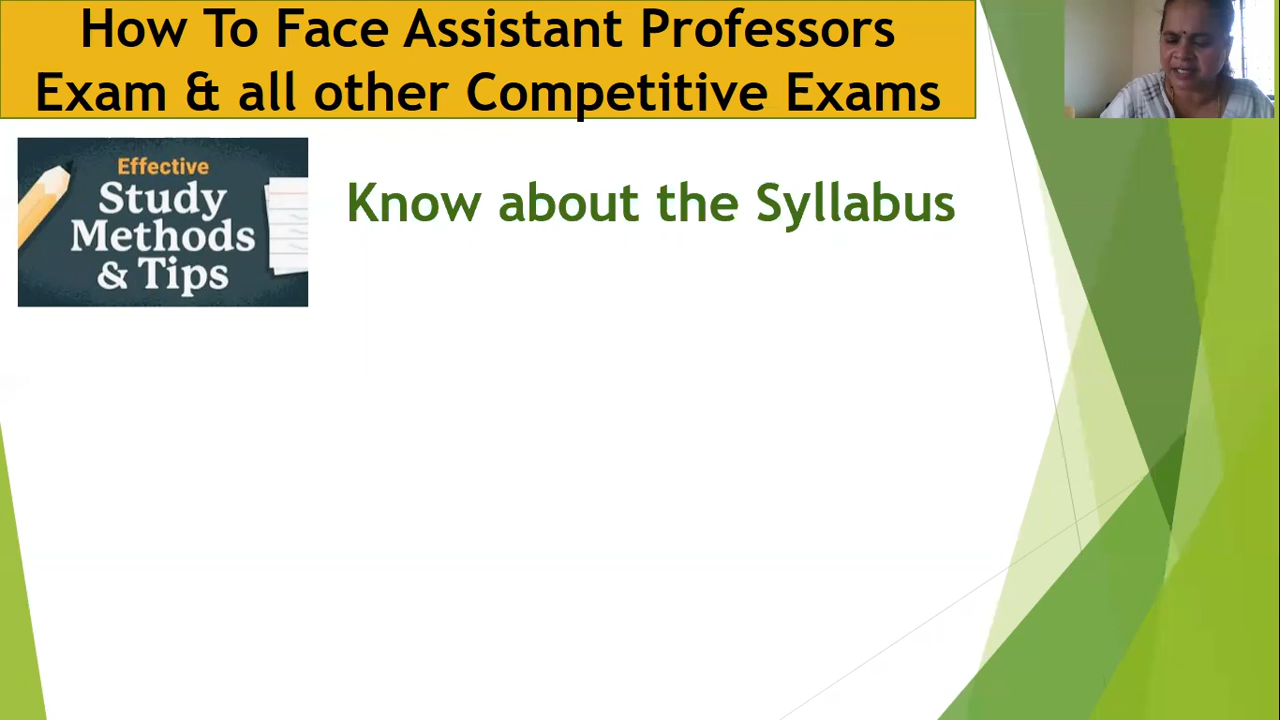 How To Face Assistant Professors
Exam & all other Competitive Exams
Effective
Study
Methods
& Tips
Know about the Syllabus